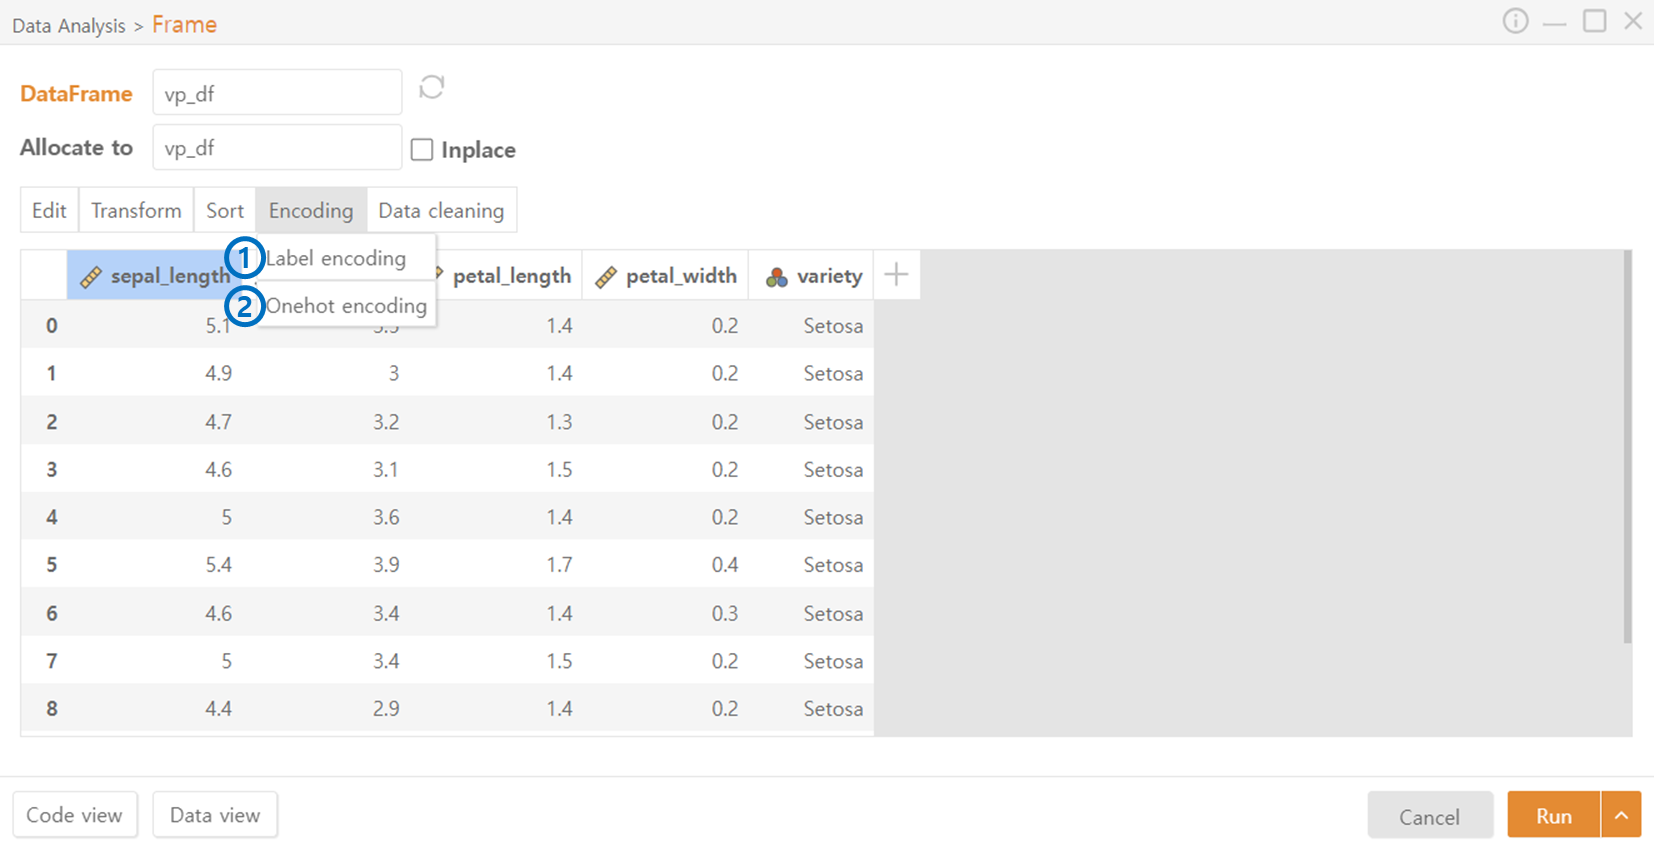 Data Analysis > Frame
DataFrame vp_df
Allocate to vp_df Inplace
Edit Transform Sort Encoding Data cleaning
1 Label encoding
sepal_length petal_length petal_width variety
2 Onehot encoding
0 5.1 3.5 1.4 0.2 Setosa
1 4.9 3 1.4 0.2 Setosa
2 4.7 3.2 1.3 0.2 Setosa
3 4.6 3.1 1.5 0.2 Setosa
4 5 3.6 1.4 0.2 Setosa
5 5.4 3.9 1.7 0.4 Setosa
6 4.6 3.4 1.4 0.3 Setosa
7 5 3.4 1.5 0.2 Setosa
8 4.4 2.9 1.4 0.2 Setosa
Code view Data view Cancel Run